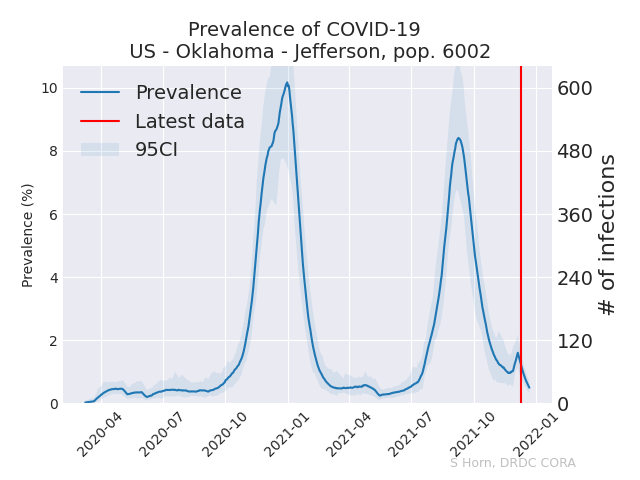 Prevalence of COVID-19
US - Oklahoma - Jefferson, pop. 6002
Prevalence
Latest data
95CI
Prevalence (%)
10
8
6
4
2
0
600
480
360
240
120
0
# of infections
2020-04
2020-07
2020-10
2021-01
2021-04
2021-07
2021-10
2022-01
S Horn, DRDC CORA